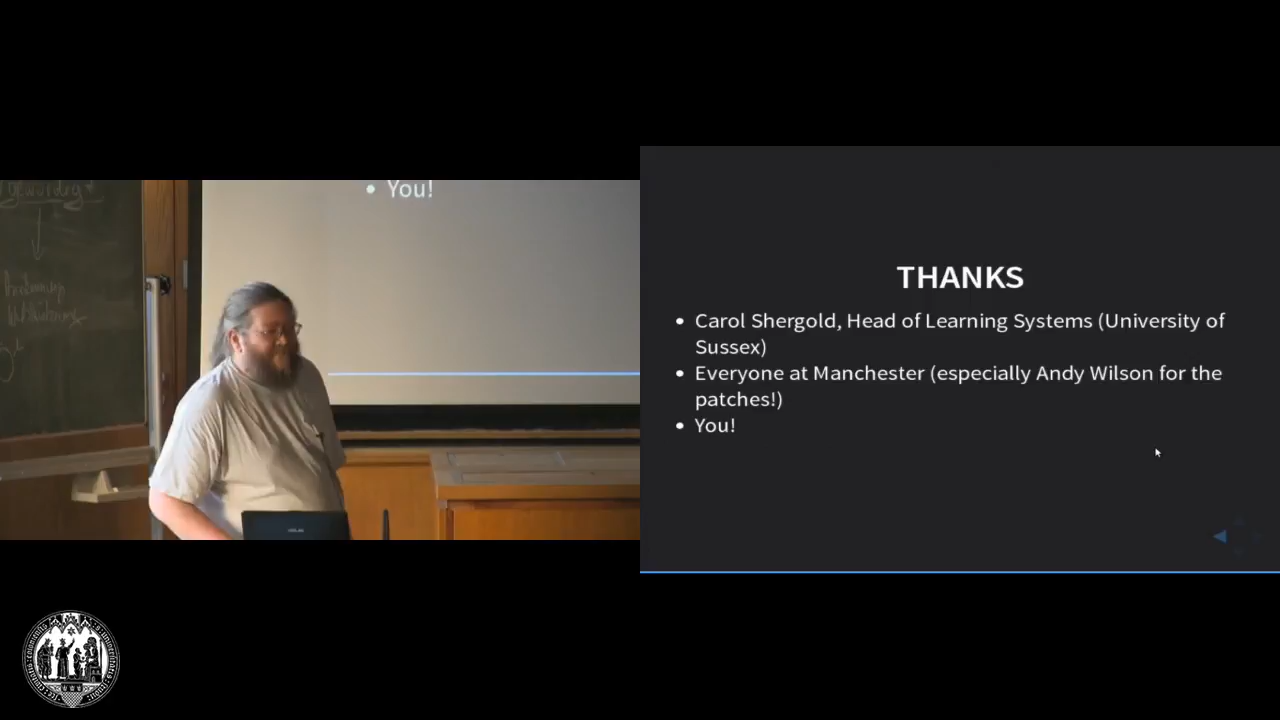 You!
THANKS
• Carol Shergold, Head of Learning Systems (University of
Sussex)
• Everyone at Manchester (especially Andy Wilson for the
patches!)
• You!